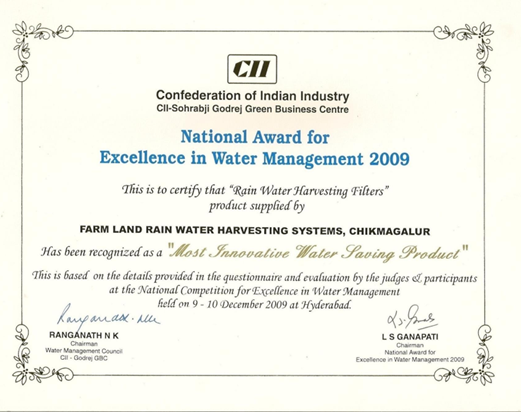 CII
Confederation of Indian Industry
CII-Sohrabji Godrej Green Business Centre
National Award for
Excellence in Water Management 2009
This is to certify that "Rain Water Harvesting Filters"
product supplied by
FARM LAND RAIN WATER HARVESTING SYSTEMS, CHIKMAGALUR
Has been recognized as a "Most Innovative Water Saving Product"
This is based on the details provided in the questionnaire and evaluation by the judges & participants
at the National Competition for Excellence in Water Management
held on 9 - 10 December 2009 at Hyderabad.
RANGANATH N K
Chairman
Water Management Council
CII - Godrej GBC
L S GANAPATI
Chairman
National Award for
Excellence in Water Management 2009